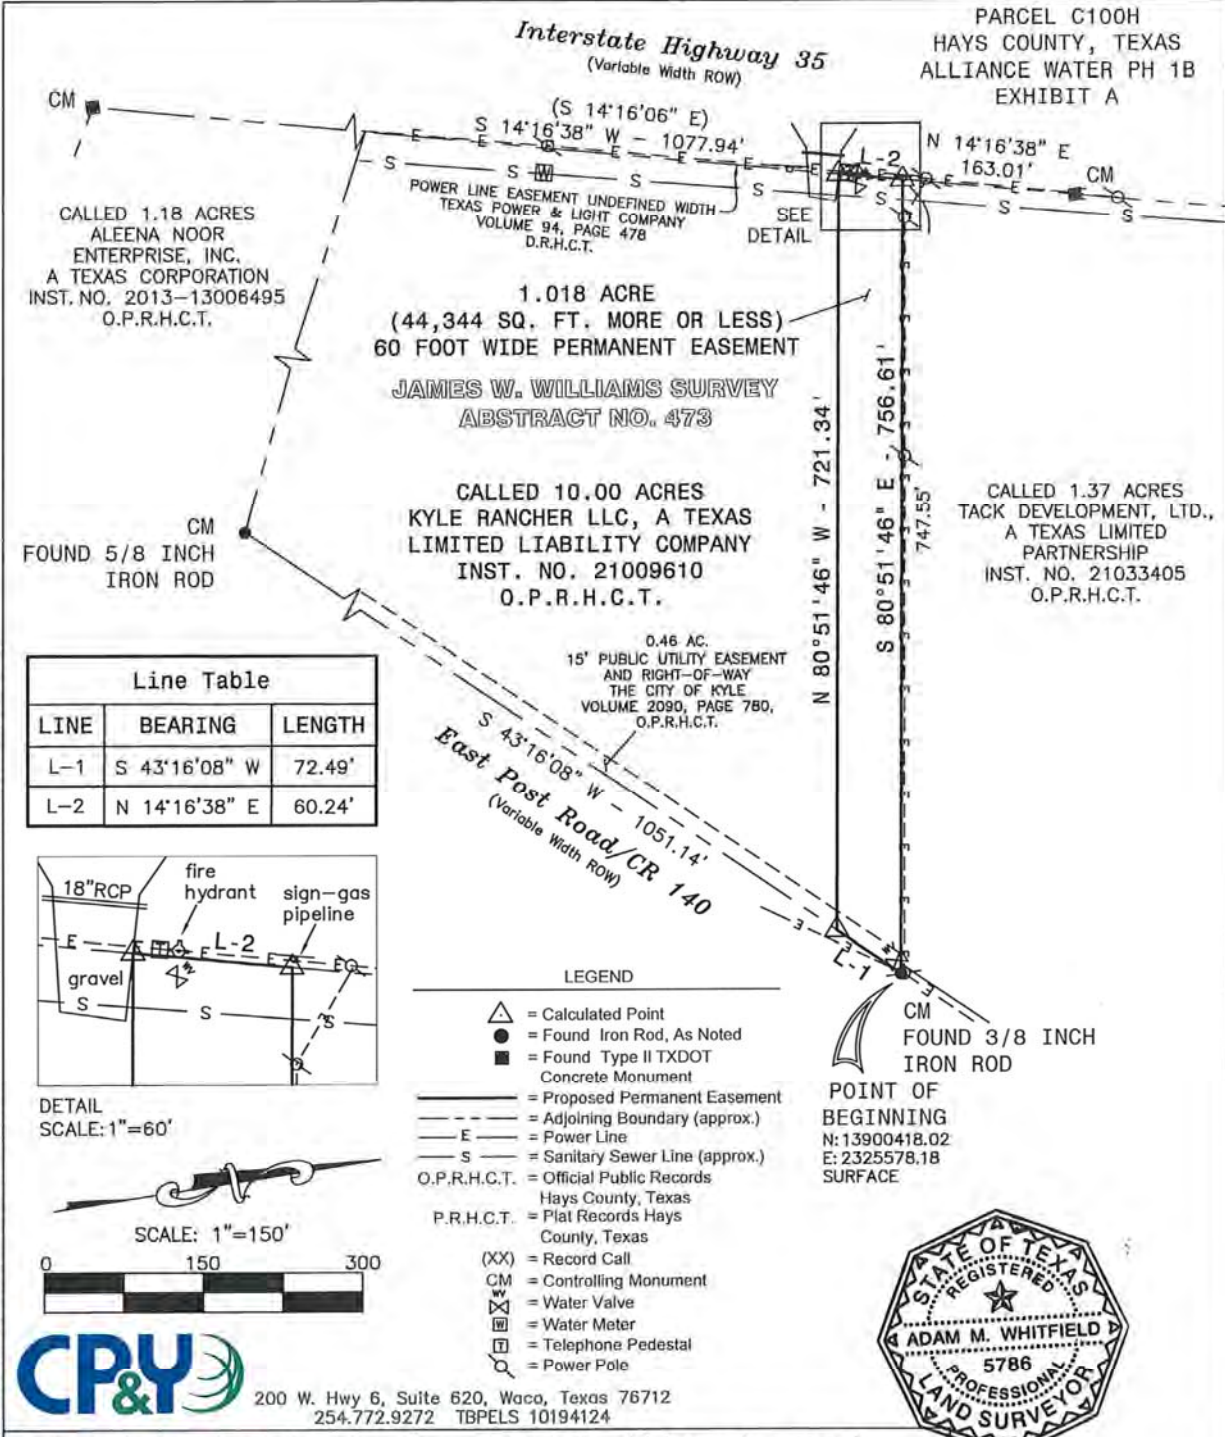 PARCEL C100H
HAYS COUNTY, TEXAS
ALLIANCE WATER PH 1B
EXHIBIT A
Interstate Highway 35
(Variable Width ROW)
CM
(S 14°16'06" E)
S 14°16'38" W - 1077.94'
E E E E E E E
S S S S S S S
W
L-2
N 14°16'38" E
163.01'
CM
POWER LINE EASEMENT UNDEFINED WIDTH
TEXAS POWER & LIGHT COMPANY
VOLUME 94, PAGE 478
D.R.H.C.T.
SEE
DETAIL
CALLED 1.18 ACRES
ALEENA NOOR
ENTERPRISE, INC.
A TEXAS CORPORATION
INST. NO. 2013-13006495
O.P.R.H.C.T.
1.018 ACRE
(44,344 SQ. FT. MORE OR LESS)
60 FOOT WIDE PERMANENT EASEMENT
JAMES W. WILLIAMS SURVEY
ABSTRACT NO. 473
N 80°51'46" W - 721.34'
S 80°51'46" E - 756.61'
747.55'
CALLED 10.00 ACRES
KYLE RANCHER LLC, A TEXAS
LIMITED LIABILITY COMPANY
INST. NO. 21009610
O.P.R.H.C.T.
CALLED 1.37 ACRES
TACK DEVELOPMENT, LTD.,
A TEXAS LIMITED
PARTNERSHIP
INST. NO. 21033405
O.P.R.H.C.T.
CM
FOUND 5/8 INCH
IRON ROD
0.46 AC.
15' PUBLIC UTILITY EASEMENT
AND RIGHT-OF-WAY
THE CITY OF KYLE
VOLUME 2090, PAGE 780,
O.P.R.H.C.T.
S 43°16'08" W - 1051.14'
East Post Road/CR 140
(Variable Width ROW)
Line Table
LINE BEARING LENGTH
L-1 S 43°16'08" W 72.49'
L-2 N 14°16'38" E 60.24'
L-1
CM
FOUND 3/8 INCH
IRON ROD
POINT OF
BEGINNING
N:13900418.02
E: 2325578.18
SURFACE
18"RCP
fire
hydrant
sign-gas
pipeline
E T E L-2 E
gravel
S S S
DETAIL
SCALE: 1"=60'
SCALE: 1"=150'
0 150 300
LEGEND
= Calculated Point
= Found Iron Rod, As Noted
= Found Type II TXDOT
Concrete Monument
= Proposed Permanent Easement
= Adjoining Boundary (approx.)
E = Power Line
S = Sanitary Sewer Line (approx.)
O.P.R.H.C.T. = Official Public Records
Hays County, Texas
P.R.H.C.T. = Plat Records Hays
County, Texas
(XX) = Record Call
CM = Controlling Monument
WV = Water Valve
W = Water Meter
T = Telephone Pedestal
= Power Pole
CP&Y
200 W. Hwy 6, Suite 620, Waco, Texas 76712
254.772.9272 TBPELS 10194124
STATE OF TEXAS
REGISTERED
ADAM M. WHITFIELD
5786
PROFESSIONAL
LAND SURVEYOR